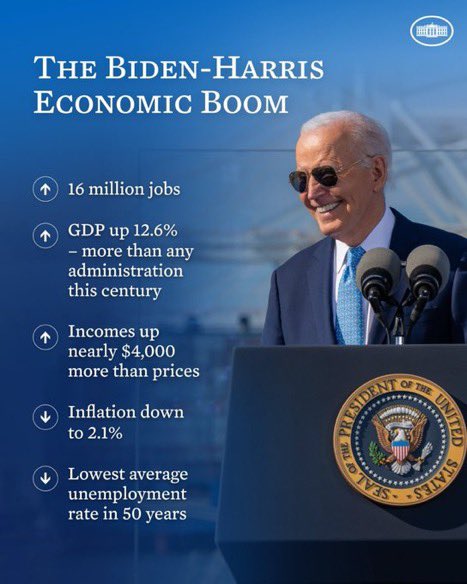 THE BIDEN-HARRIS
ECONOMIC BOOM
16 million jobs
GDP up 12.6%
– more than any
administration
this century
Incomes up
nearly $4,000
more than prices
Inflation down
to 2.1%
Lowest average
unemployment
rate in 50 years
SEAL OF THE PRESIDENT OF THE UNITED STATES